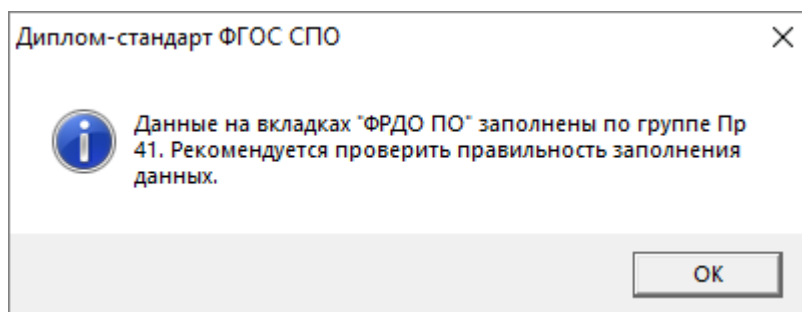 Диплом-стандарт ФГОС СПО
Данные на вкладках "ФРДО ПО" заполнены по группе Пр
41. Рекомендуется проверить правильность заполнения
данных.
ОК